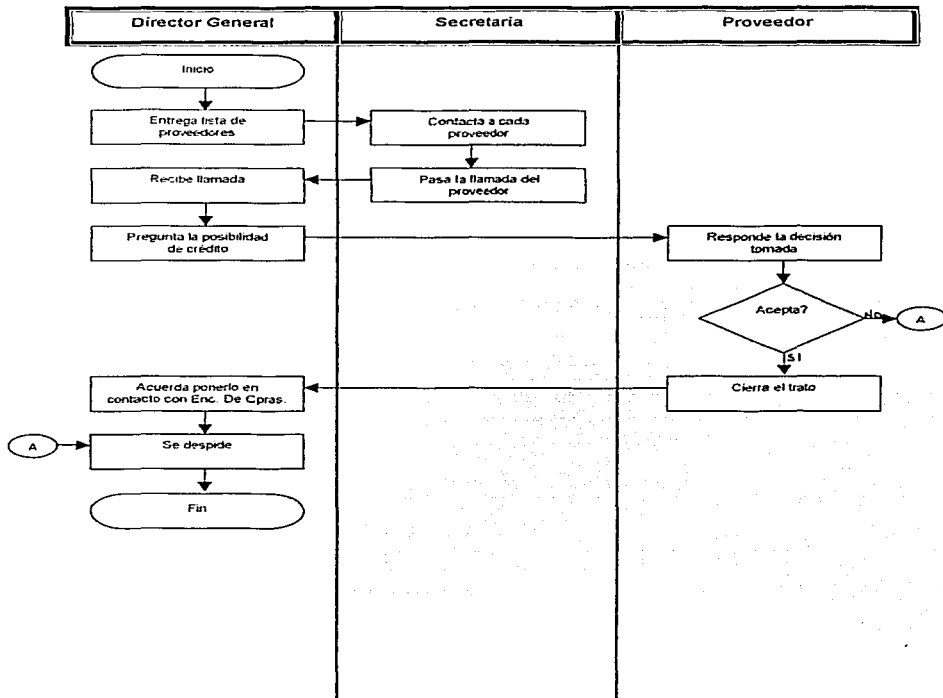 Director General
Secretaría
Proveedor
Inicio
Entrega lista de
proveedores
Contacta a cada
proveedor
Recibe llamada
Pasa la llamada del
proveedor
Pregunta la posibilidad
de crédito
Responde la decisión
tomada
Acepta?
No
A
SI
Acuerda ponerlo en
contacto con Enc. De Cpras.
Cierra el trato
A
Se despide
Fin